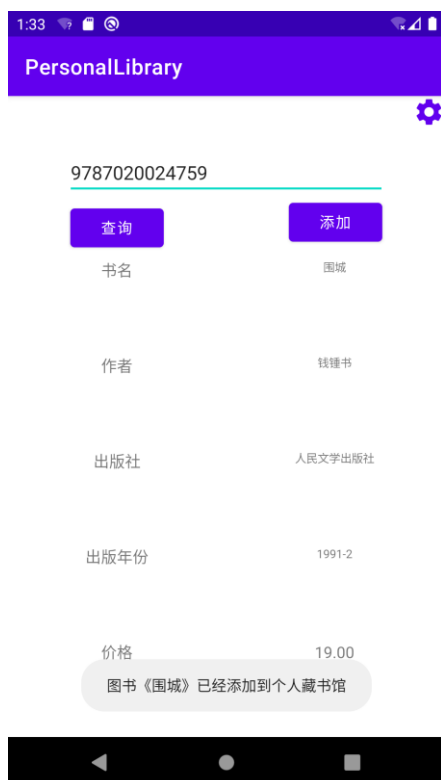 1:33
PersonalLibrary
9787020024759
查询 添加
书名 围城
作者 钱锺书
出版社 人民文学出版社
出版年份 1991-2
价格 19.00
图书《围城》已经添加到个人藏书馆